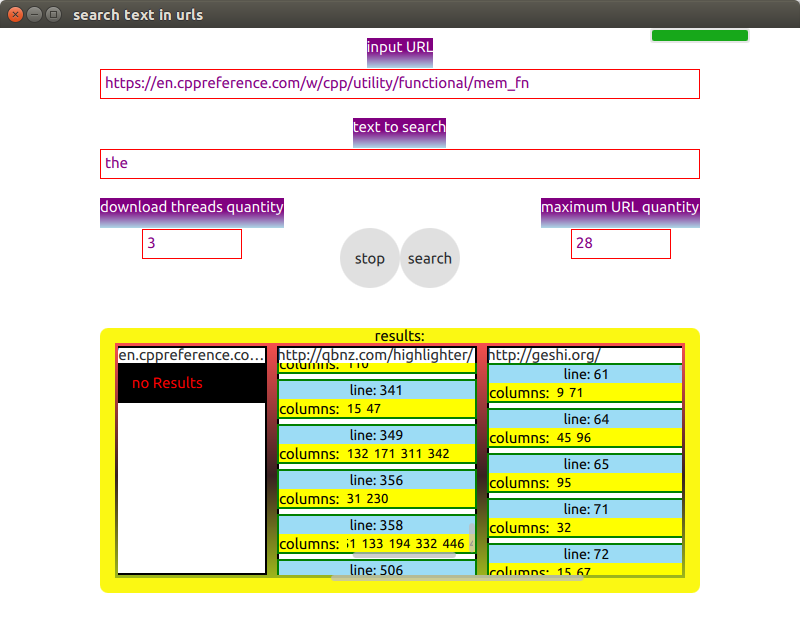 search text in urls
input URL
https://en.cppreference.com/w/cpp/utility/functional/mem_fn
text to search
the
download threads quantity
maximum URL quantity
3
28
stop
search
results:
en.cppreference.co...
no Results
http://qbnz.com/highlighter/
columns: 110
line: 341
columns: 15 47
line: 349
columns: 132 171 311 342
line: 356
columns: 31 230
line: 358
columns: 133 194 332 446
line: 506
http://geshi.org/
line: 61
columns: 9 71
line: 64
columns: 45 96
line: 65
columns: 95
line: 71
columns: 32
line: 72
columns: 15 67